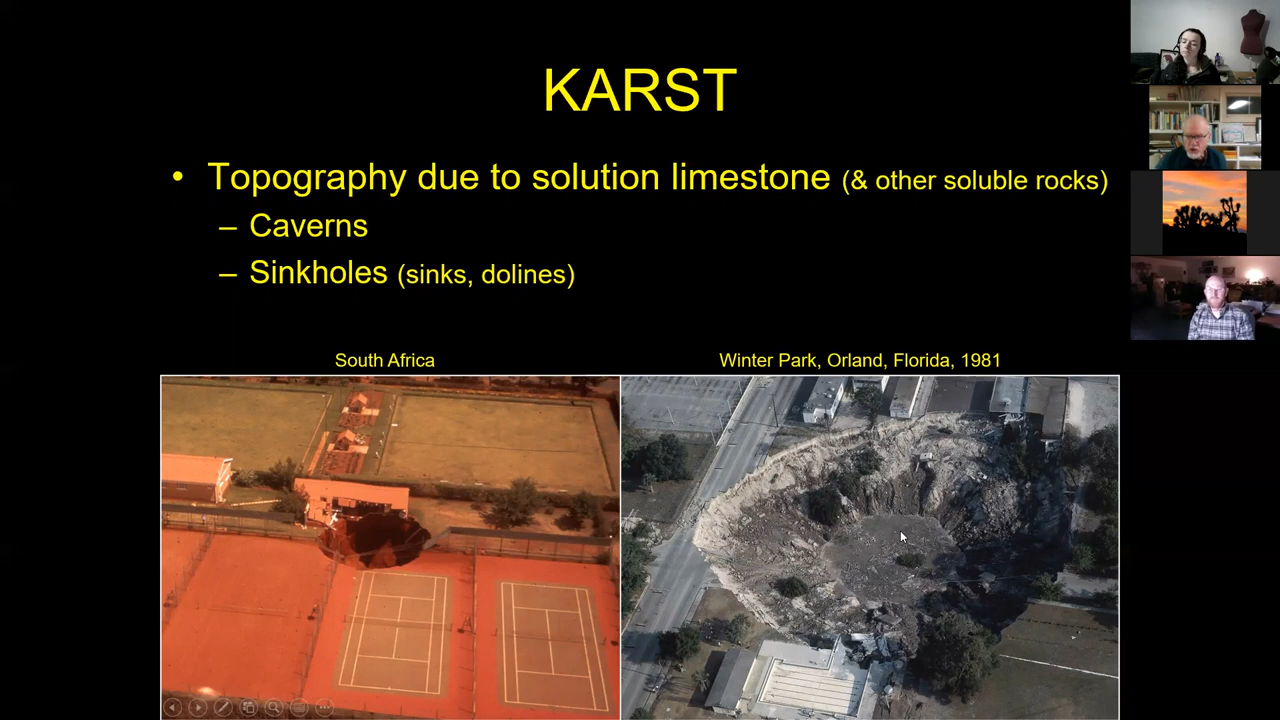 KARST
• Topography due to solution limestone (& other soluble rocks)
– Caverns
– Sinkholes (sinks, dolines)
South Africa
Winter Park, Orland, Florida, 1981